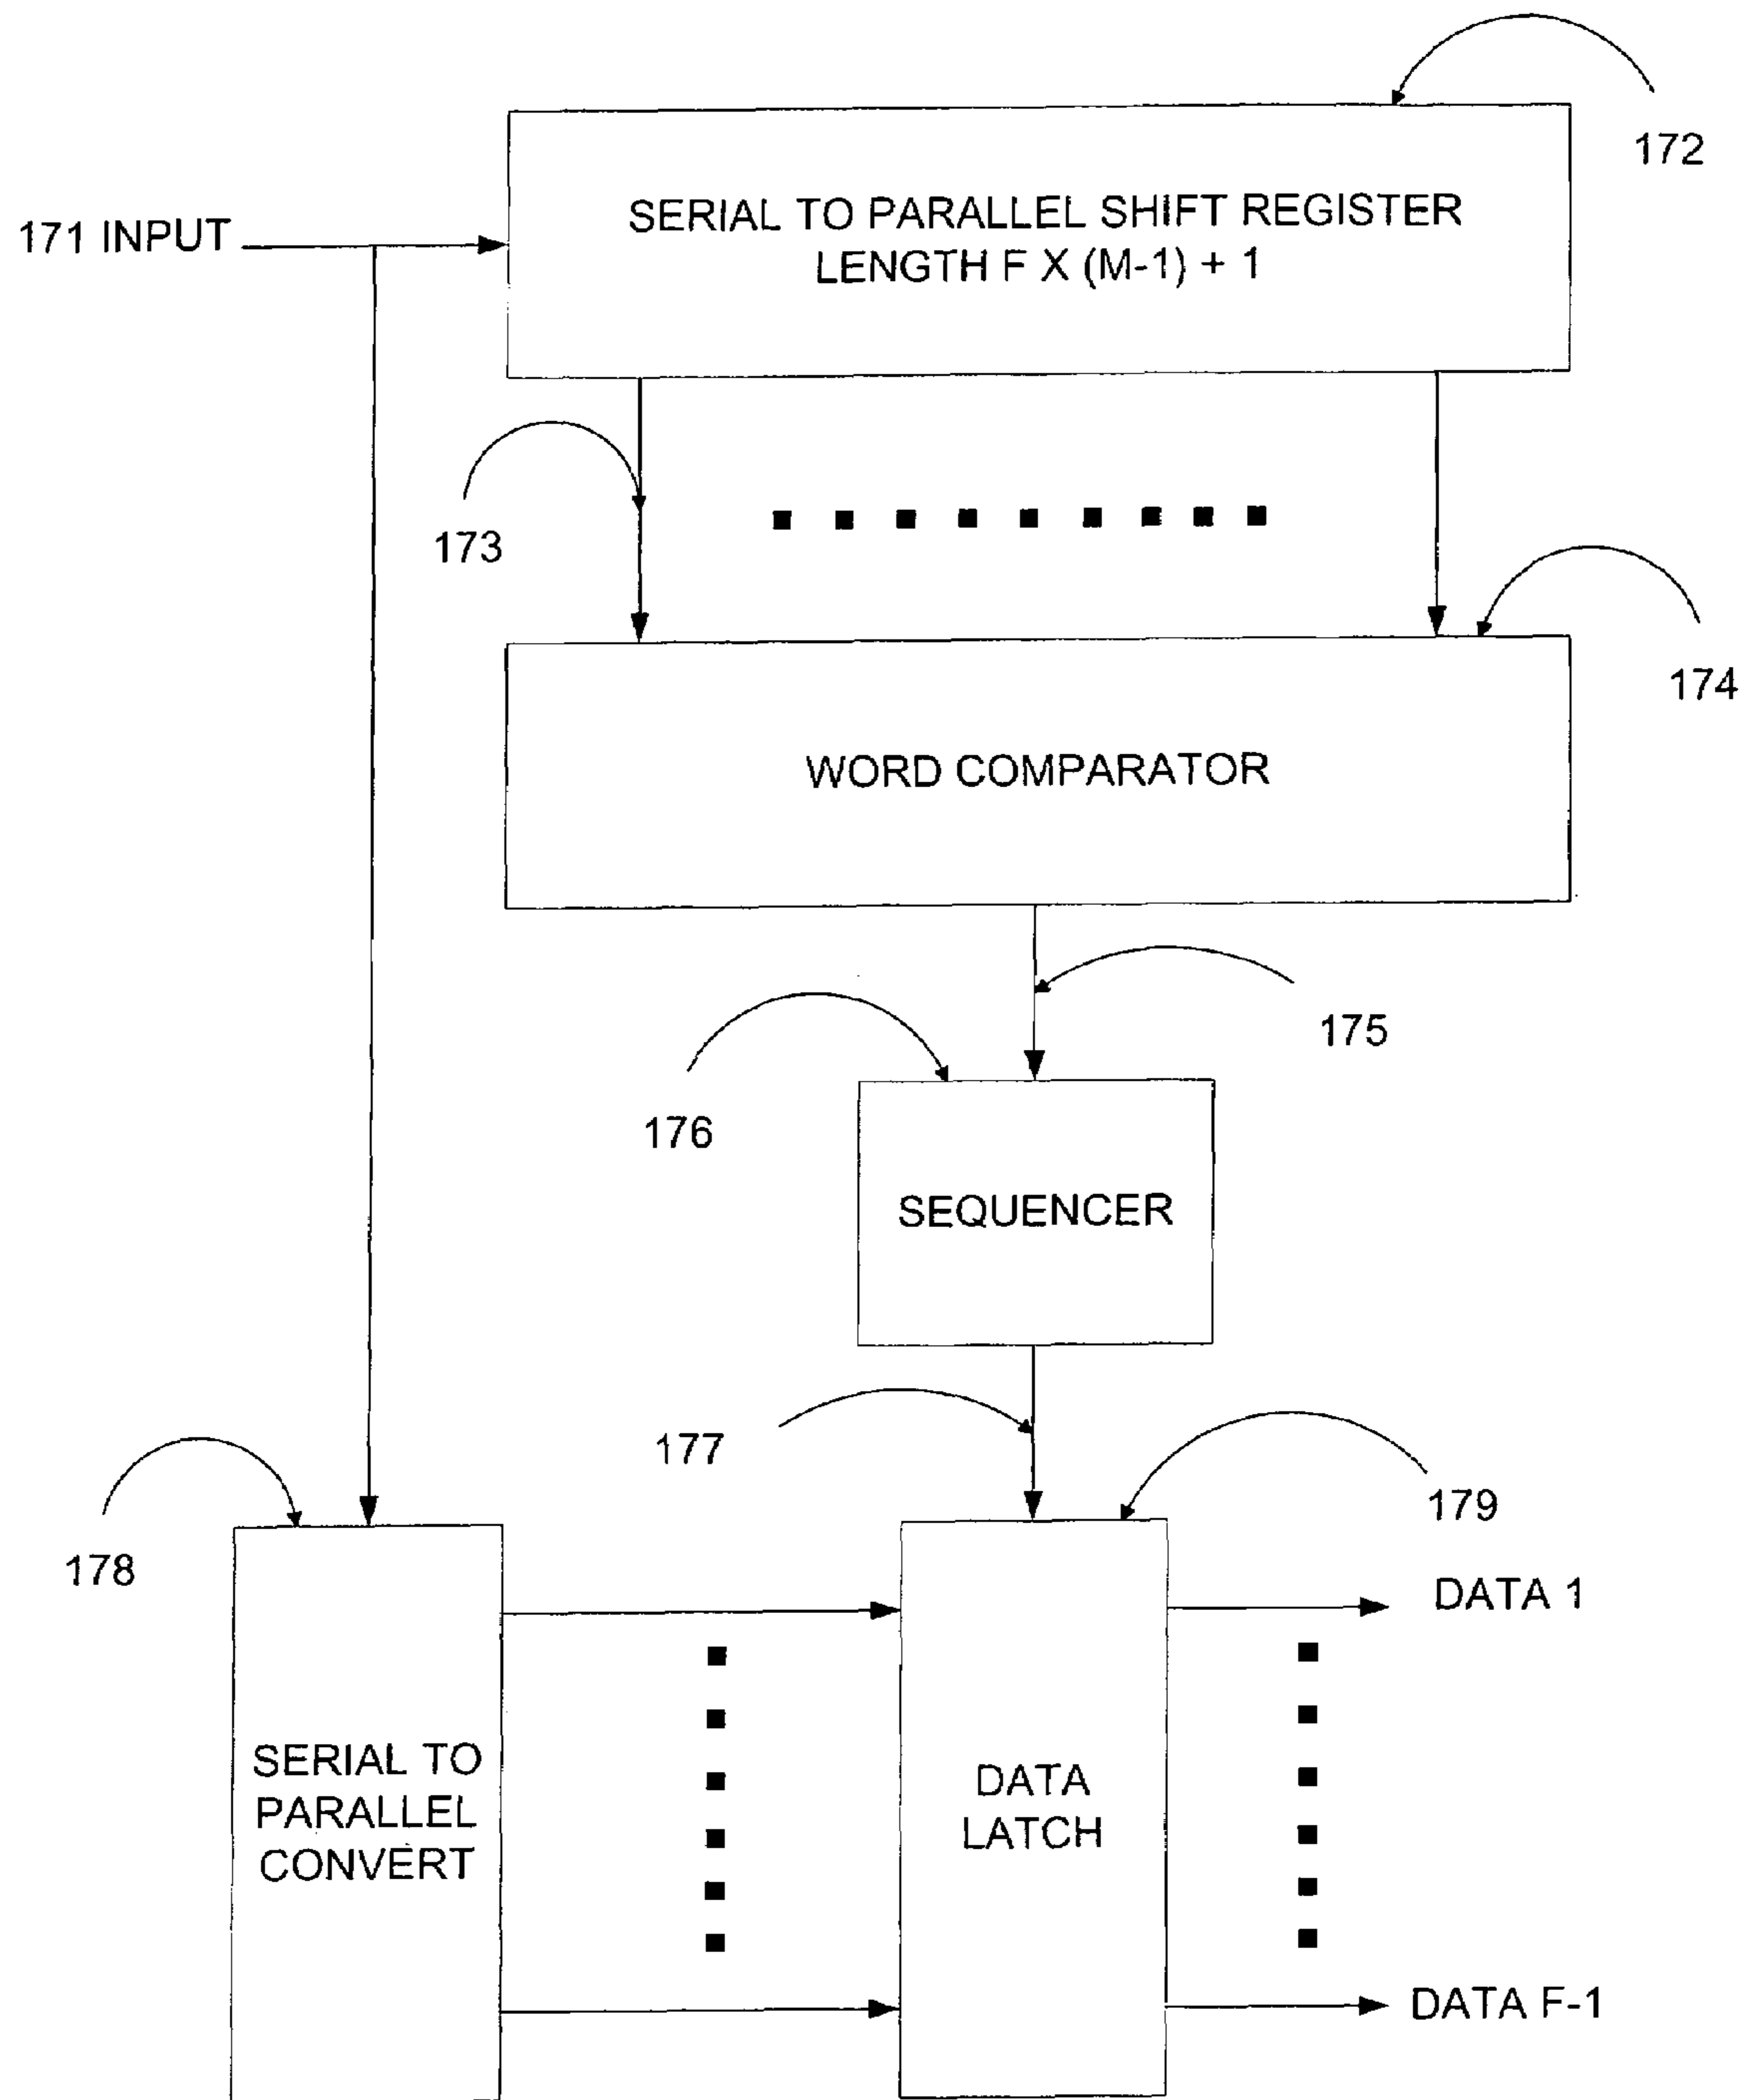 172
171 INPUT
SERIAL TO PARALLEL SHIFT REGISTER
LENGTH F X (M-1) + 1
173
174
WORD COMPARATOR
175
176
SEQUENCER
177
179
178
DATA 1
SERIAL TO
PARALLEL
CONVERT
DATA
LATCH
DATA F-1